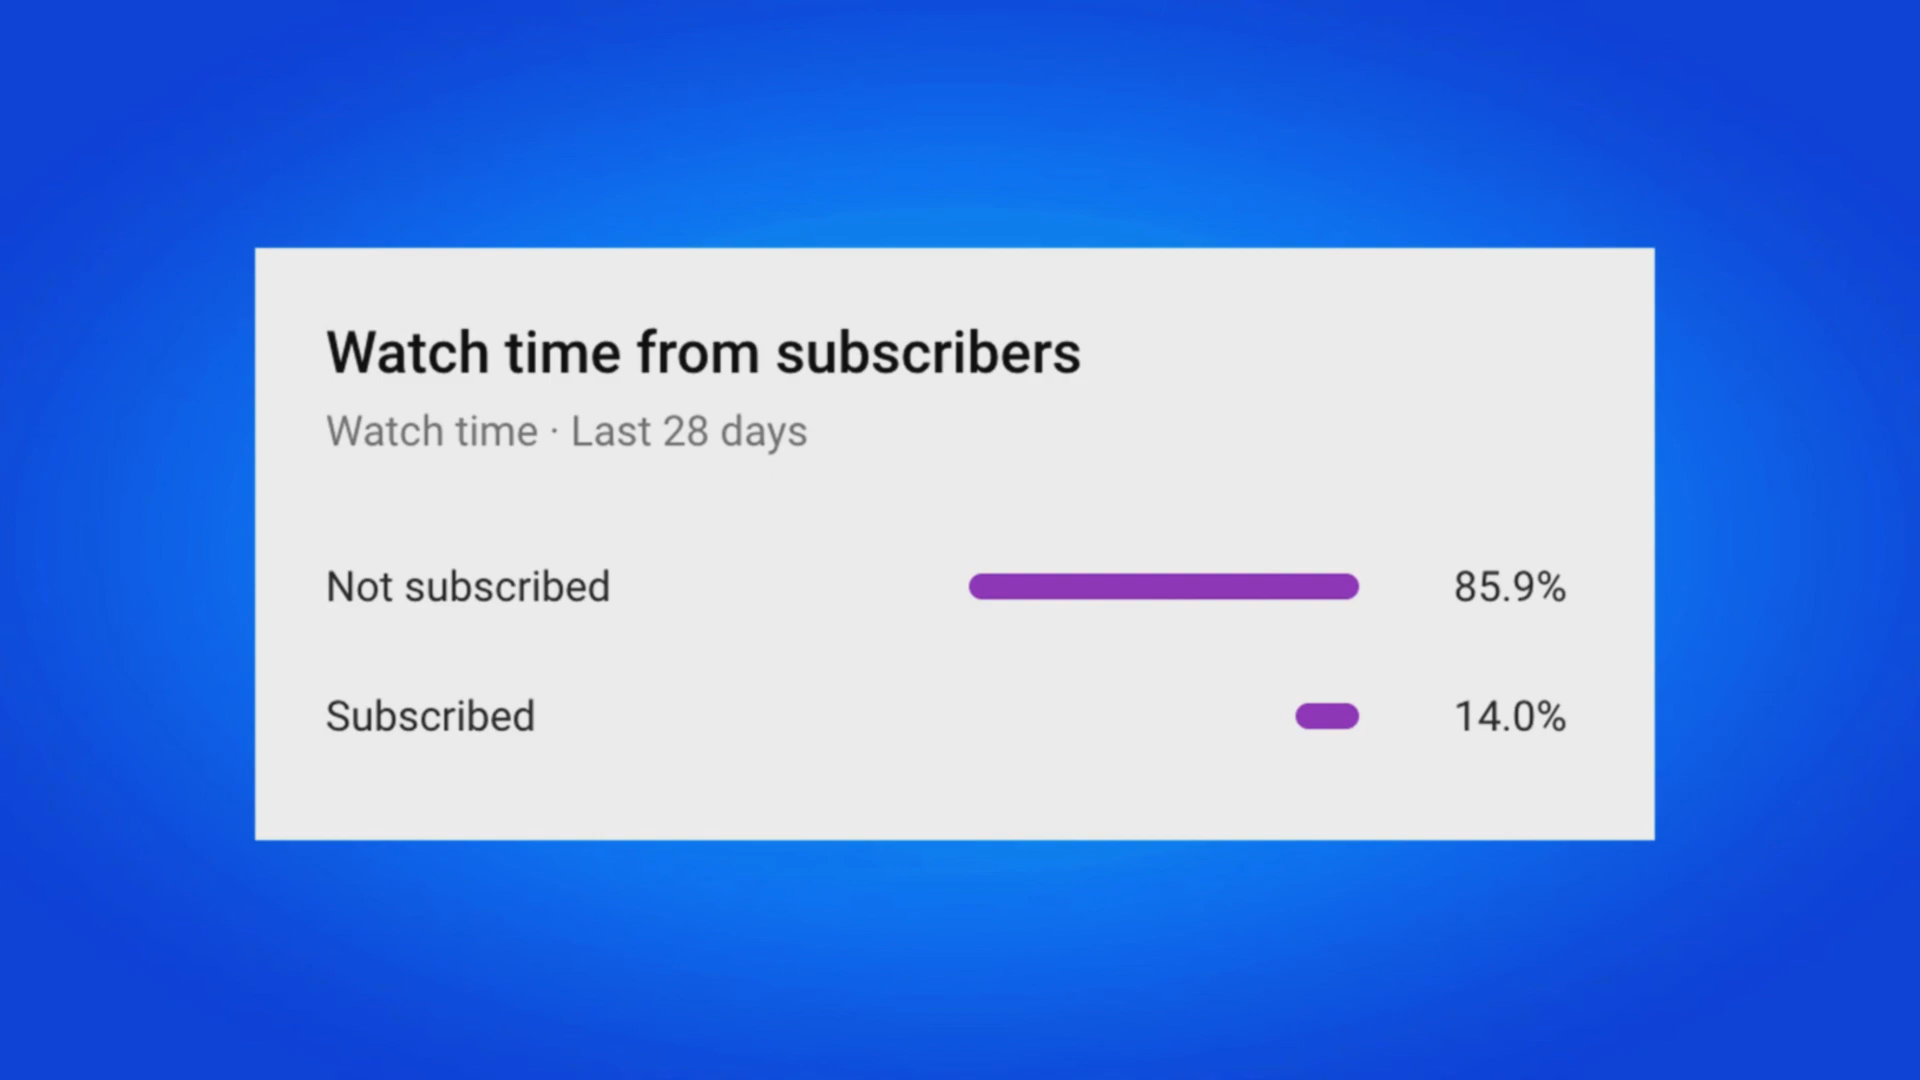 Watch time from subscribers
Watch time · Last 28 days
Not subscribed 85.9%
Subscribed 14.0%